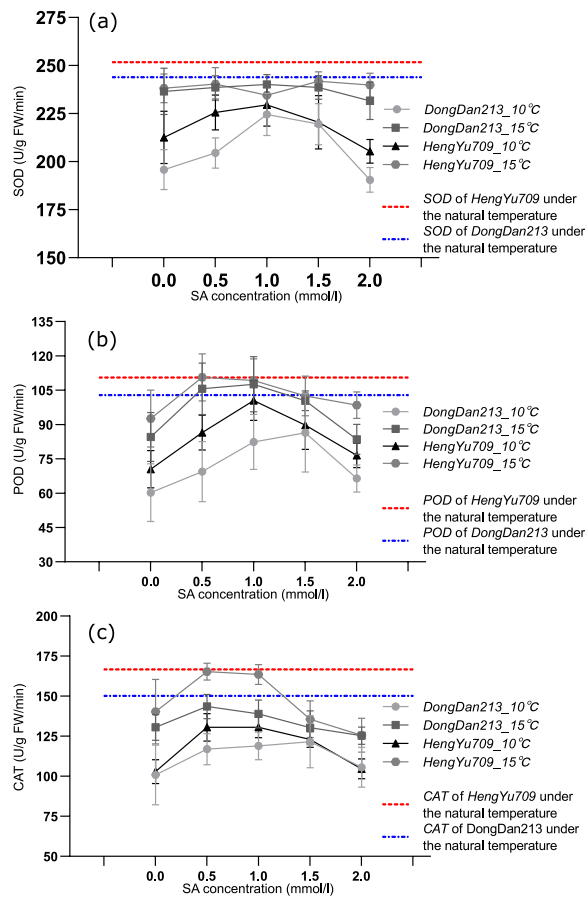 (a)
275
250
225
200
175
150
SOD (U/g FW/min)
0.0 0.5 1.0 1.5 2.0
SA concentration (mmol/l)
DongDan213_10°C
DongDan213_15°C
HengYu709_10°C
HengYu709_15°C
SOD of HengYu709 under
the natural temperature
SOD of DongDan213 under
the natural temperature
(b)
135
120
105
90
75
60
45
30
POD (U/g FW/min)
0.0 0.5 1.0 1.5 2.0
SA concentration (mmol/l)
DongDan213_10°C
DongDan213_15°C
HengYu709_10°C
HengYu709_15°C
POD of HengYu709 under
the natural temperature
POD of DongDan213 under
the natural temperature
(c)
200
175
150
125
100
75
50
CAT (U/g FW/min)
0.0 0.5 1.0 1.5 2.0
SA concentration (mmol/l)
DongDan213_10°C
DongDan213_15°C
HengYu709_10°C
HengYu709_15°C
CAT of HengYu709 under
the natural temperature
CAT of DongDan213 under
the natural temperature